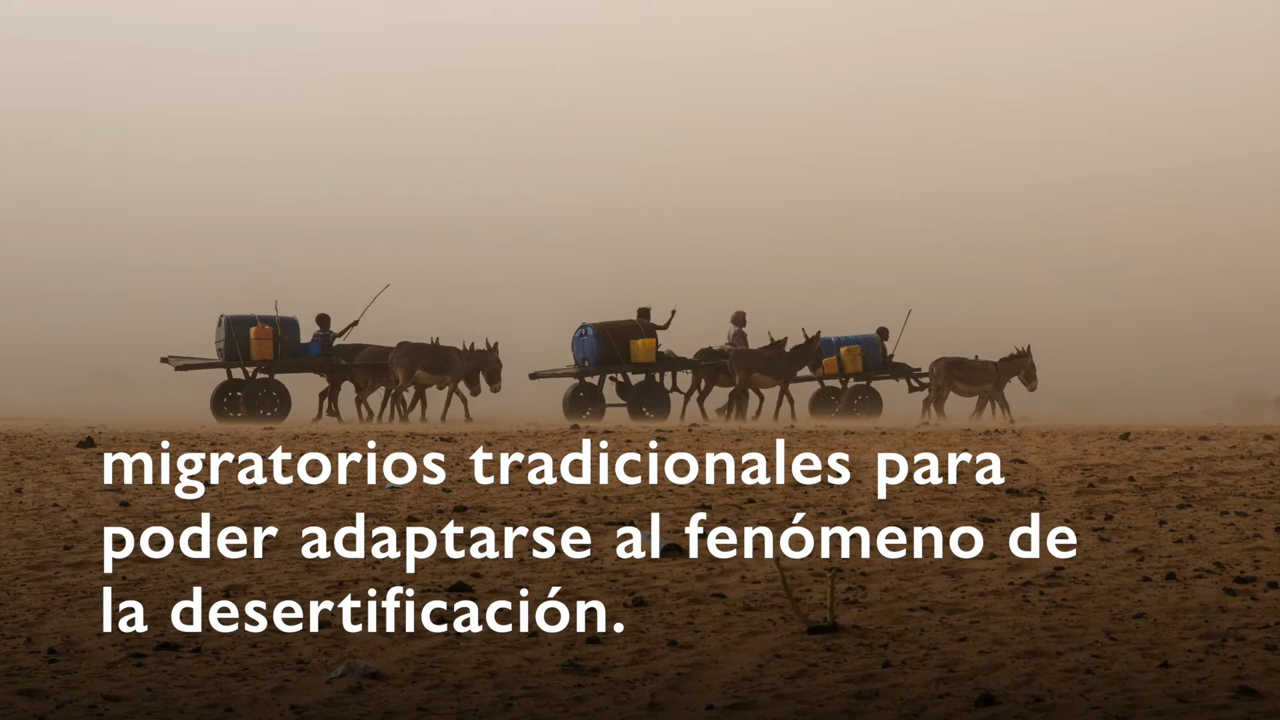 migratorios tradicionales para
poder adaptarse al fenómeno de
la desertificación.